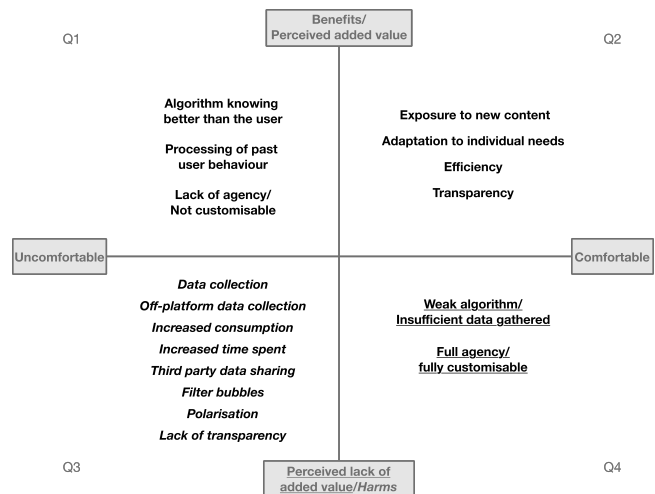 Benefits/
Perceived added value
Q1
Q2
Algorithm knowing
better than the user
Processing of past
user behaviour
Lack of agency/
Not customisable
Exposure to new content
Adaptation to individual needs
Efficiency
Transparency
Uncomfortable
Comfortable
Data collection
Off-platform data collection
Increased consumption
Increased time spent
Third party data sharing
Filter bubbles
Polarisation
Lack of transparency
Weak algorithm/
Insufficient data gathered
Full agency/
fully customisable
Q3
Q4
Perceived lack of
added value/Harms